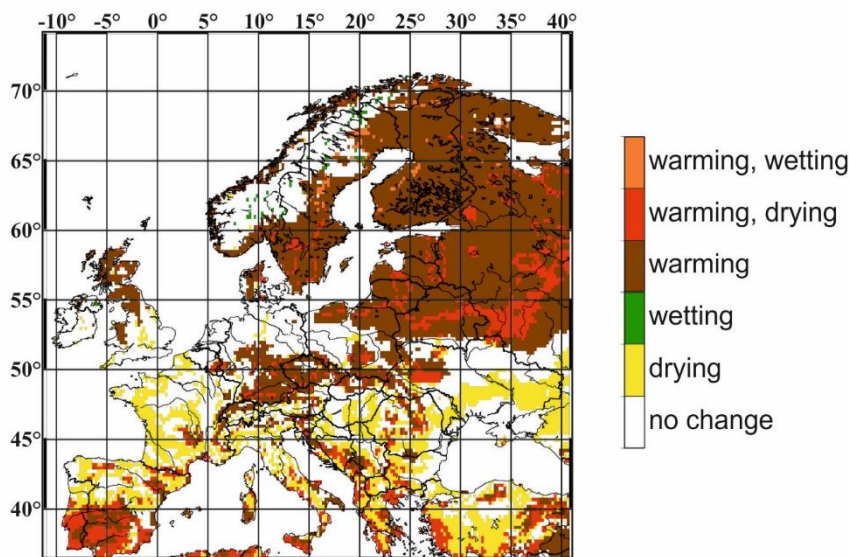 -10° -5° 0° 5° 10° 15° 20° 25° 30° 35° 40°
70°
65°
60°
55°
50°
45°
40°
warming, wetting
warming, drying
warming
wetting
drying
no change